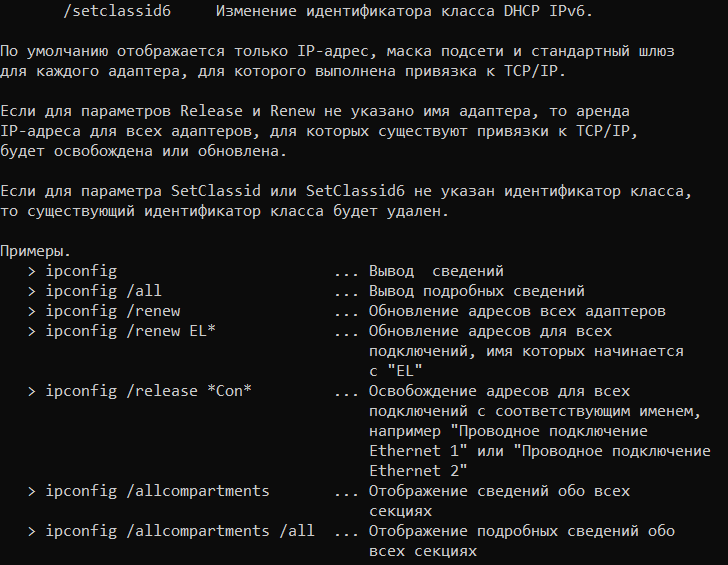 /setclassid6     Изменение идентификатора класса DHCP IPv6.
По умолчанию отображается только IP-адрес, маска подсети и стандартный шлюз
для каждого адаптера, для которого выполнена привязка к TCP/IP.
Если для параметров Release и Renew не указано имя адаптера, то аренда
IP-адреса для всех адаптеров, для которых существуют привязки к TCP/IP,
будет освобождена или обновлена.
Если для параметра SetClassid или SetClassid6 не указан идентификатор класса,
то существующий идентификатор класса будет удален.
Примеры.
> ipconfig                        ... Вывод  сведений
> ipconfig /all                   ... Вывод подробных сведений
> ipconfig /renew                 ... Обновление адресов всех адаптеров
> ipconfig /renew EL*             ... Обновление адресов для всех
подключений, имя которых начинается
с "EL"
> ipconfig /release *Con*         ... Освобождение адресов для всех
подключений с соответствующим именем,
например "Проводное подключение
Ethernet 1" или "Проводное подключение
Ethernet 2"
> ipconfig /allcompartments       ... Отображение сведений обо всех
секциях
> ipconfig /allcompartments /all  ... Отображение подробных сведений обо
всех секциях